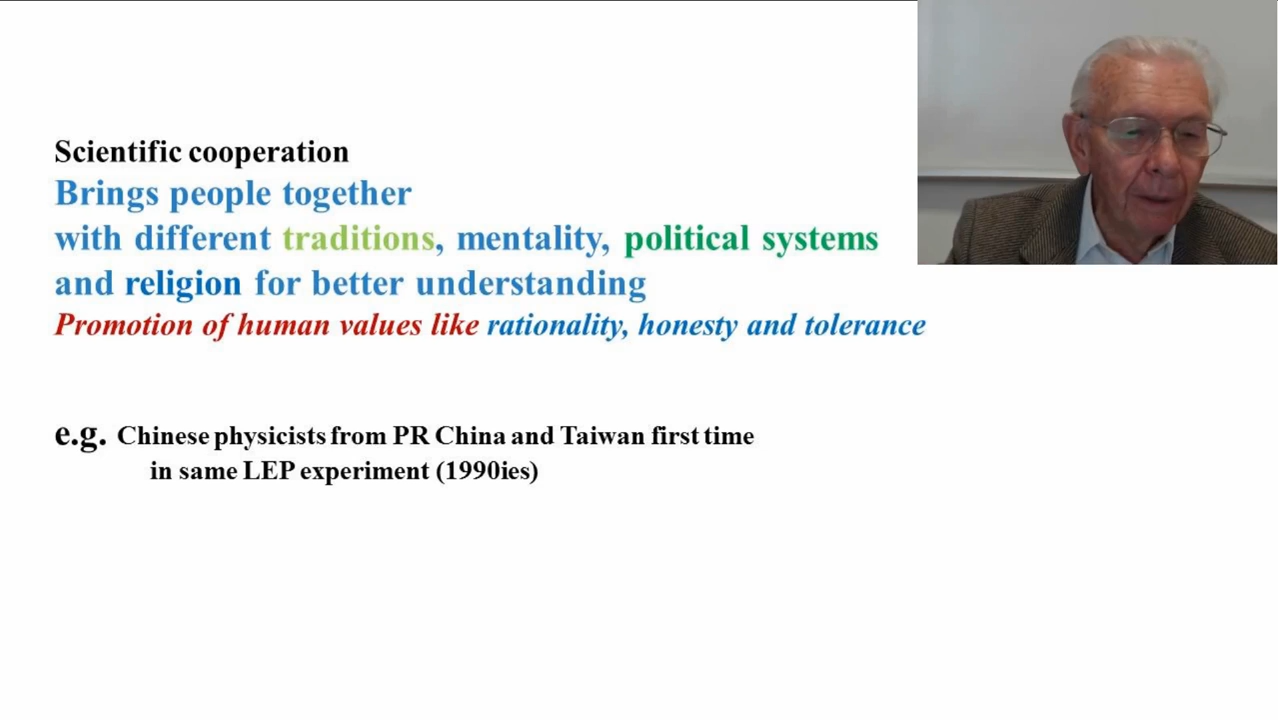 Scientific cooperation
Brings people together
with different traditions, mentality, political systems
and religion for better understanding
Promotion of human values like rationality, honesty and tolerance
e.g. Chinese physicists from PR China and Taiwan first time
in same LEP experiment (1990ies)